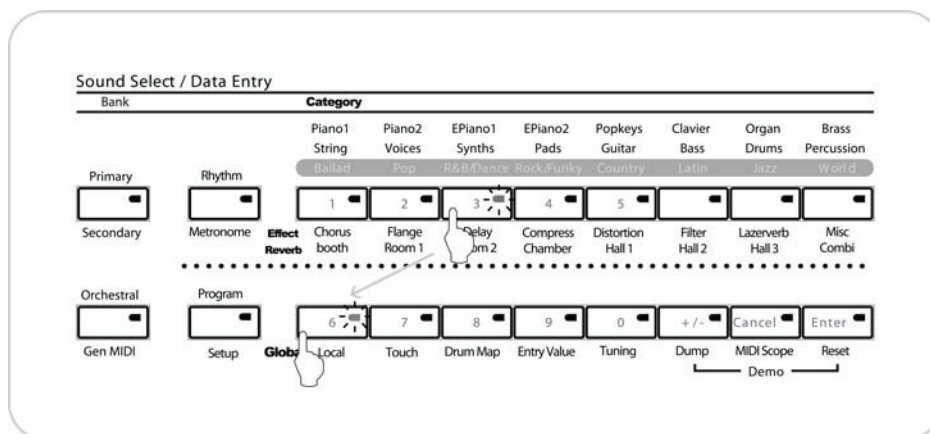 Sound Select / Data Entry
Bank Category
Piano1 Piano2 EPiano1 EPiano2 Popkeys Clavier Organ Brass
String Voices Synths Pads Guitar Bass Drums Percussion
Ballad Pop R&B/Dance Rock/Funky Country Latin Jazz World
Primary Rhythm
1 2 3 4 5
Secondary Metronome Effect Chorus Flange Delay Compress Distortion Filter Lazerverb Misc
Reverb booth Room 1 2 Chamber Hall 1 Hall 2 Hall 3 Combi
Orchestral Program
6 7 8 9 0 +/- Cancel Enter
Gen MIDI Setup Local Touch Drum Map Entry Value Tuning Dump MIDI Scope Reset
Demo